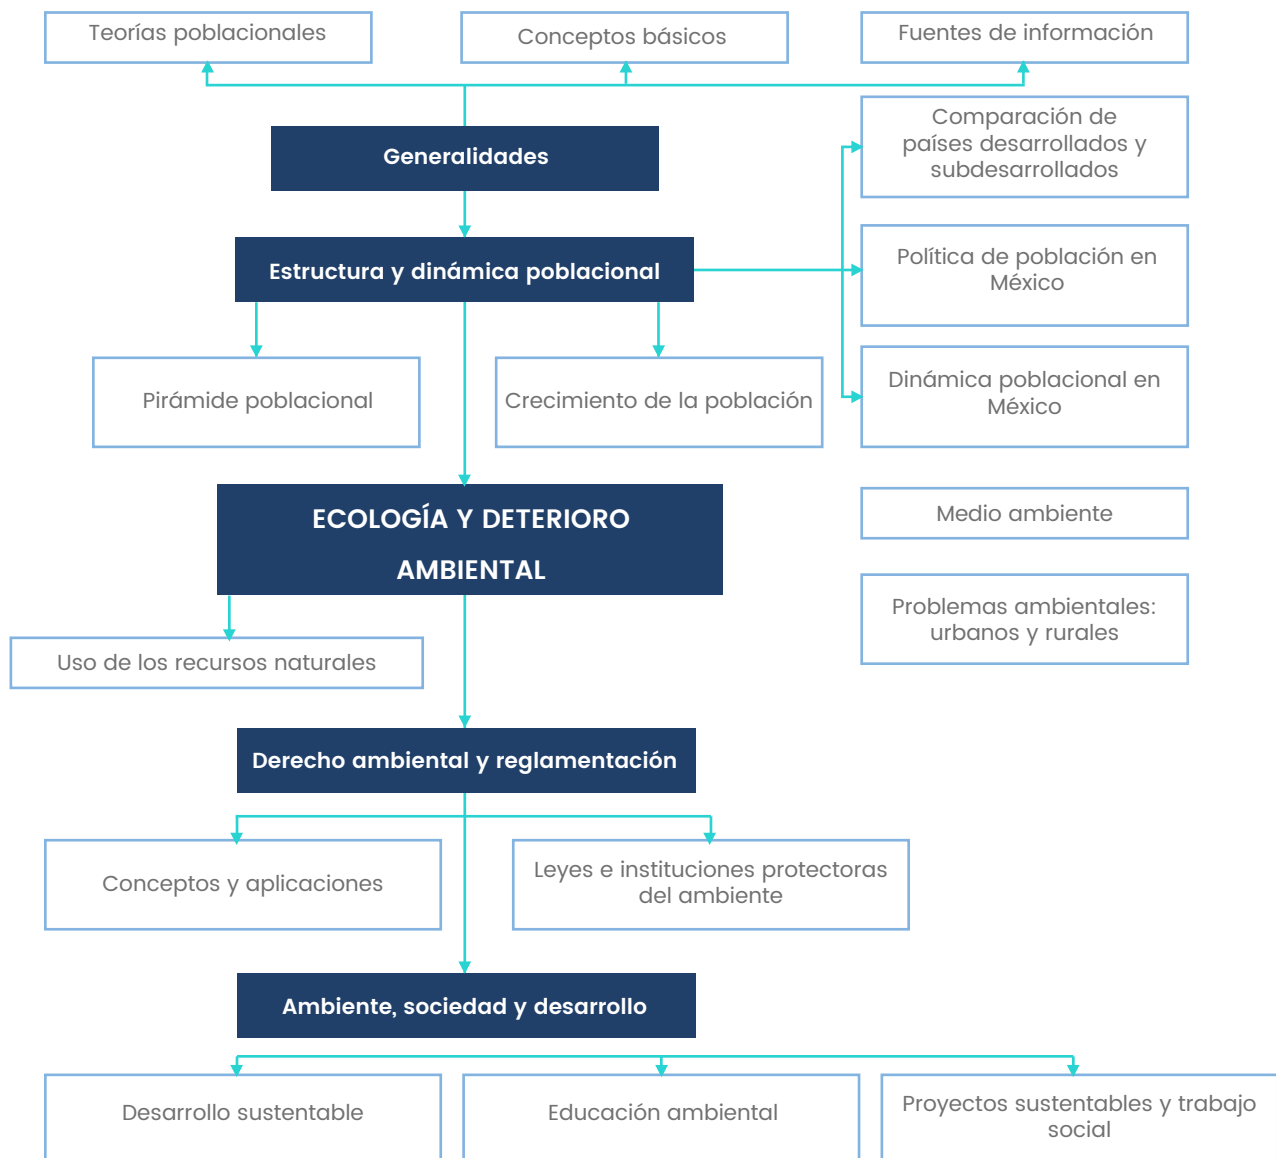 Teorías poblacionales
Conceptos básicos
Fuentes de información
Generalidades
Comparación de
países desarrollados y
subdesarrollados
Estructura y dinámica poblacional
Política de población en
México
Pirámide poblacional
Crecimiento de la población
Dinámica poblacional en
México
ECOLOGÍA Y DETERIORO
AMBIENTAL
Medio ambiente
Problemas ambientales:
urbanos y rurales
Uso de los recursos naturales
Derecho ambiental y reglamentación
Conceptos y aplicaciones
Leyes e instituciones protectoras
del ambiente
Ambiente, sociedad y desarrollo
Desarrollo sustentable
Educación ambiental
Proyectos sustentables y trabajo
social